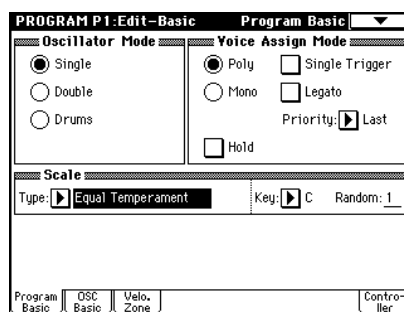 PROGRAM P1:Edit-Basic Program Basic
Oscillator Mode
Single
Double
Drums
Voice Assign Mode
Poly Single Trigger
Mono Legato
Priority: Last
Hold
Scale
Type: Equal Temperament Key: C Random: 1
Program Basic
OSC Basic
Velo. Zone
Contro-
ller